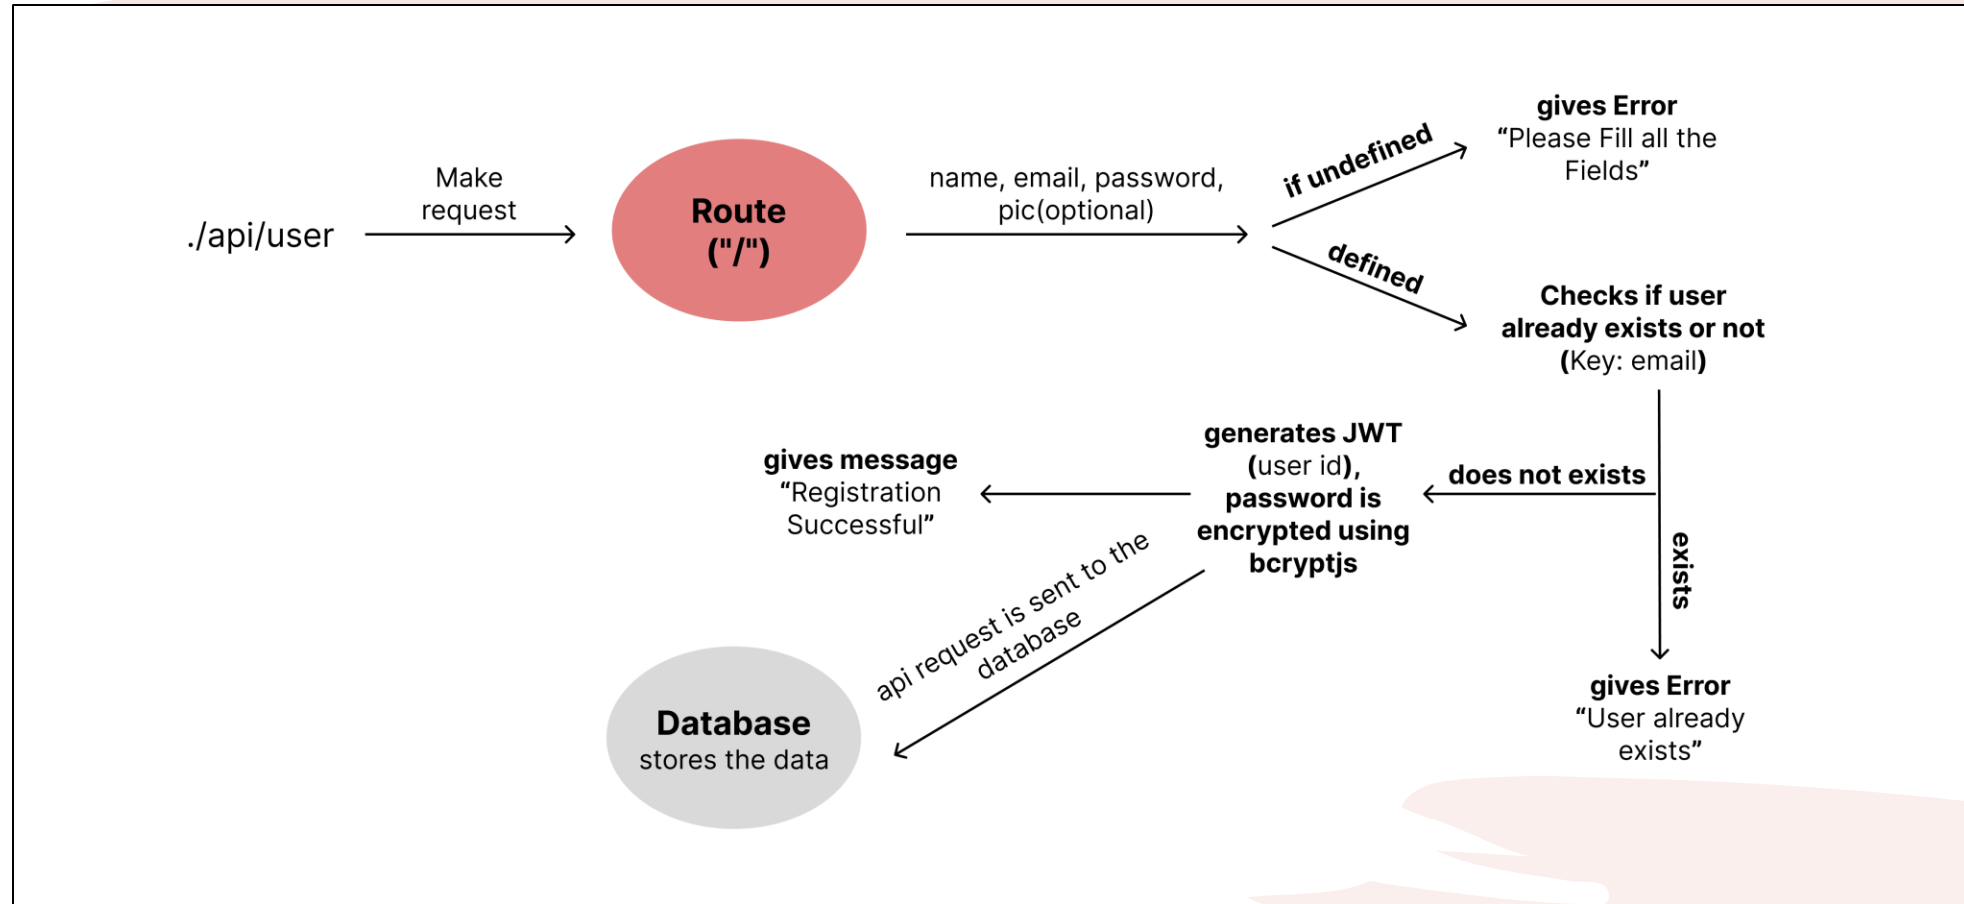 ./api/user
Make
request
Route
("/")
name, email, password,
pic(optional)
if undefined
gives Error
“Please Fill all the
Fields”
defined
Checks if user
already exists or not
(Key: email)
does not exists
exists
gives Error
“User already
exists”
generates JWT
(user id),
password is
encrypted using
bcryptjs
gives message
“Registration
Successful”
api request is sent to the
database
Database
stores the data